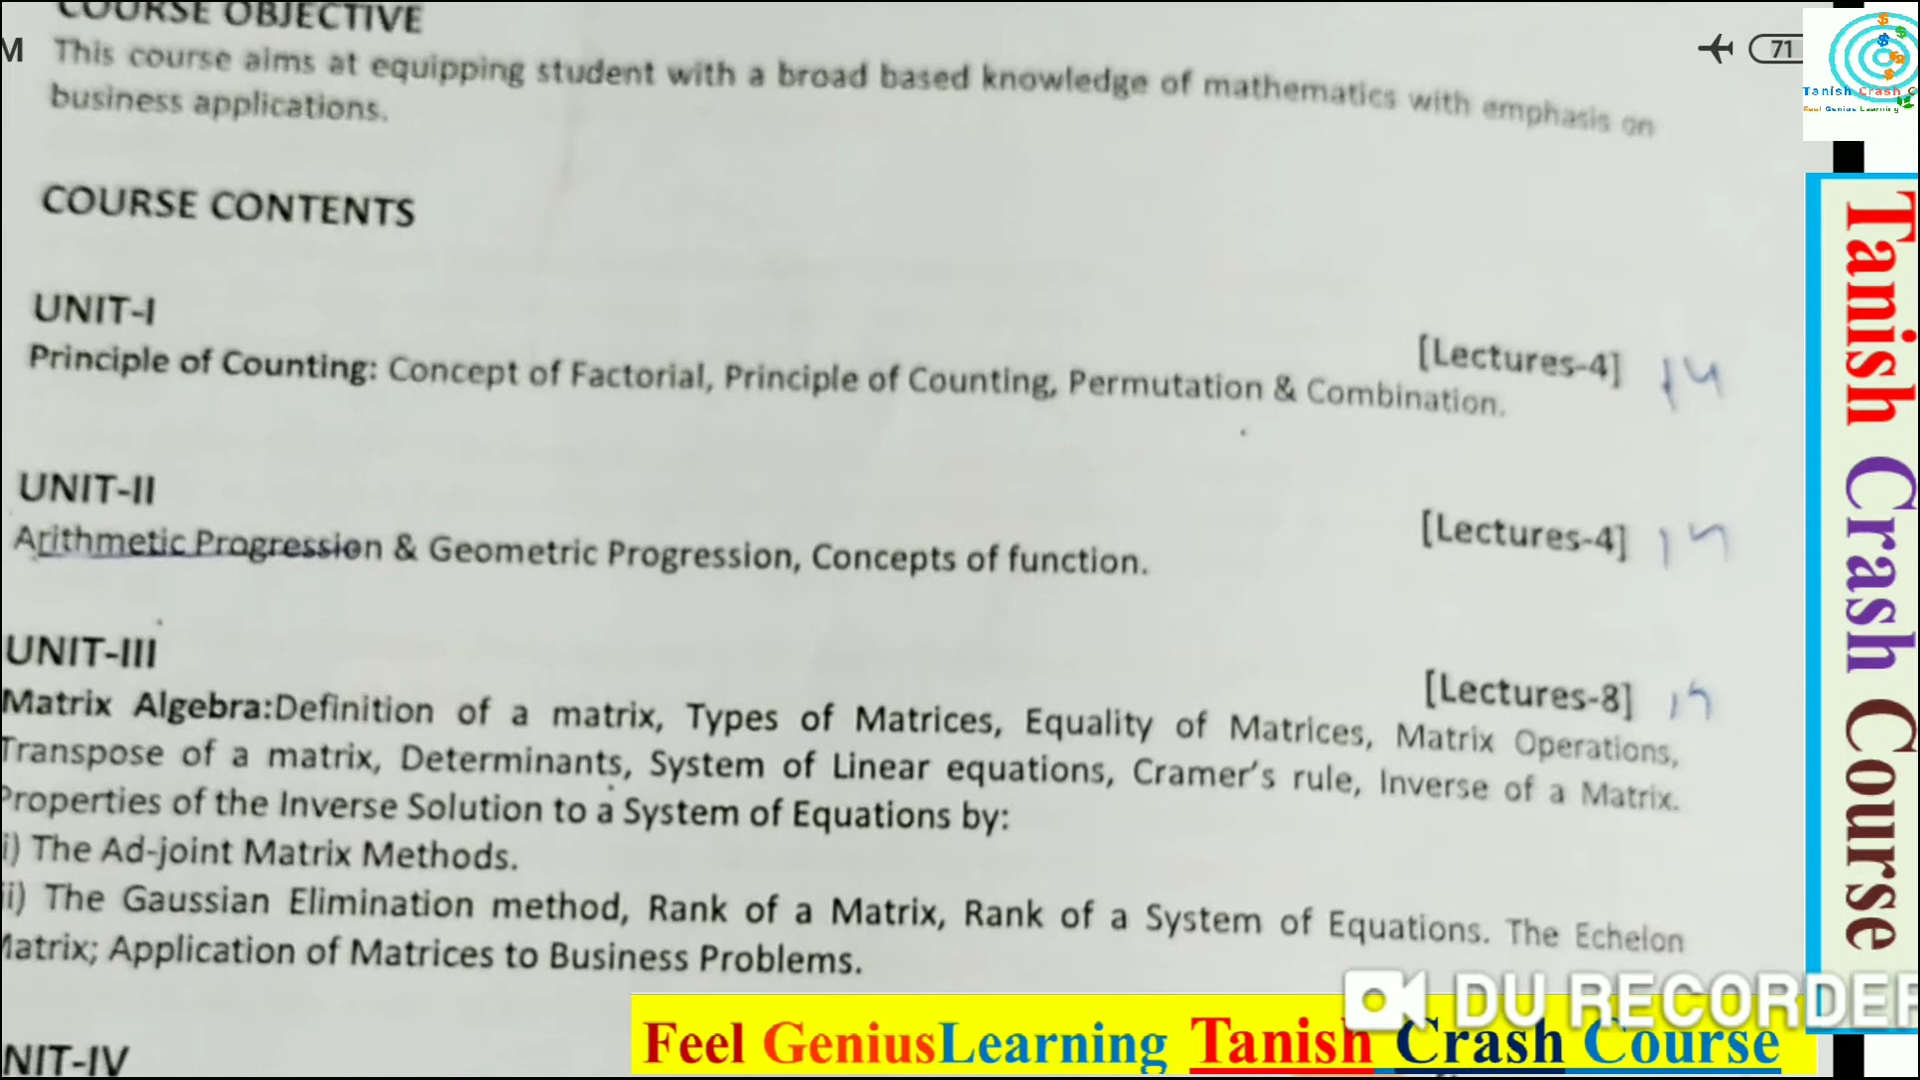 COURSE OBJECTIVE
This course aims at equipping student with a broad based knowledge of mathematics with emphasis on
business applications.
M
71
Tanish Crash C
Feel Genius Learning
COURSE CONTENTS
UNIT-I
[Lectures-4] 14
Principle of Counting: Concept of Factorial, Principle of Counting, Permutation & Combination.
UNIT-II
[Lectures-4]
Arithmetic Progression & Geometric Progression, Concepts of function.
UNIT-III
[Lectures-8]
Matrix Algebra:Definition of a matrix, Types of Matrices, Equality of Matrices, Matrix Operations,
Transpose of a matrix, Determinants, System of Linear equations, Cramer's rule, Inverse of a Matrix.
Properties of the Inverse Solution to a System of Equations by:
i) The Ad-joint Matrix Methods.
ii) The Gaussian Elimination method, Rank of a Matrix, Rank of a System of Equations. The Echelon
Matrix; Application of Matrices to Business Problems.
NIT-IV
DU RECORDER
Feel GeniusLearning Tanish Crash Course
Tanish Crash Course